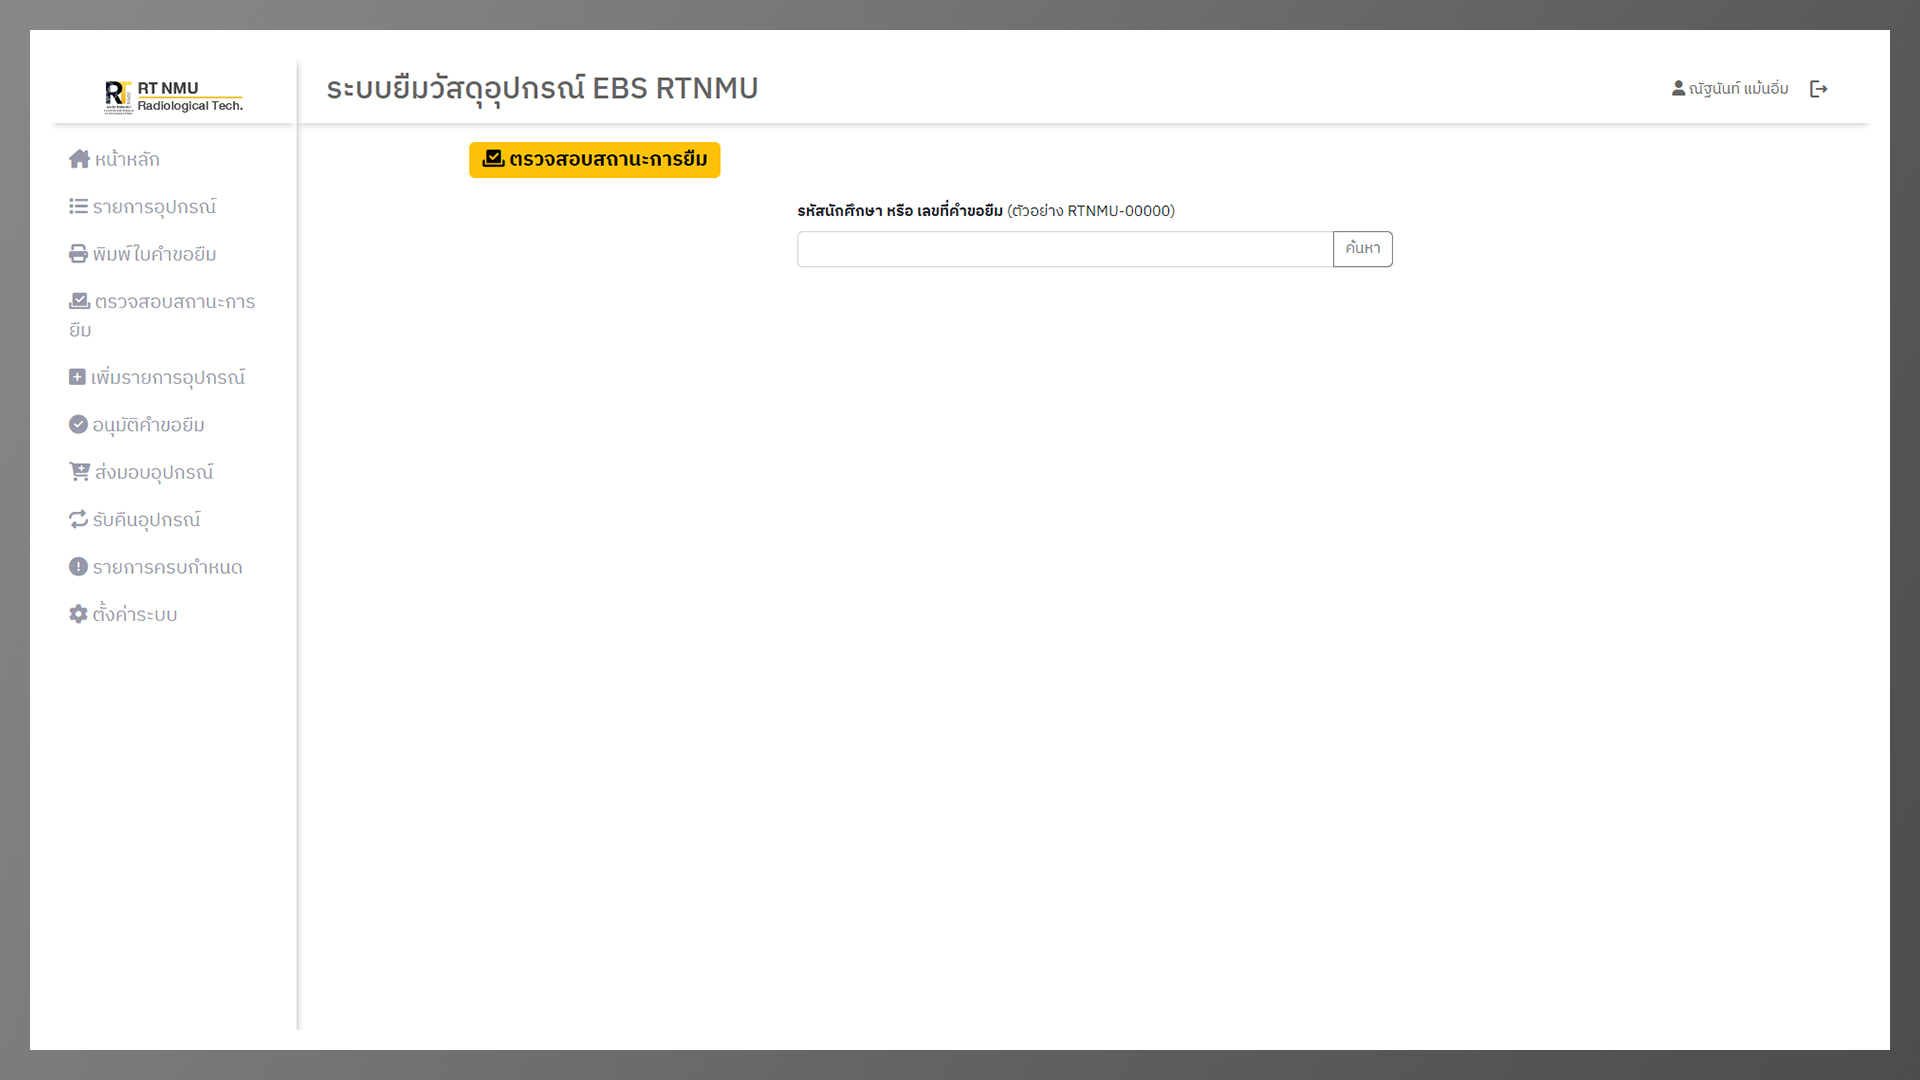 RT NMU
Radiological Tech.
ระบบยืมวัสดุอุปกรณ์ EBS RTNMU
ณัฐนันท์ แม้นอิ่ม
หน้าหลัก
รายการอุปกรณ์
พิมพ์ใบคำขอยืม
ตรวจสอบสถานะการ
ยืม
เพิ่มรายการอุปกรณ์
อนุมัติคำขอยืม
ส่งมอบอุปกรณ์
รับคืนอุปกรณ์
รายการครบกำหนด
ตั้งค่าระบบ
ตรวจสอบสถานะการยืม
รหัสนักศึกษา หรือ เลขที่คำขอยืม (ตัวอย่าง RTNMU-00000)
ค้นหา